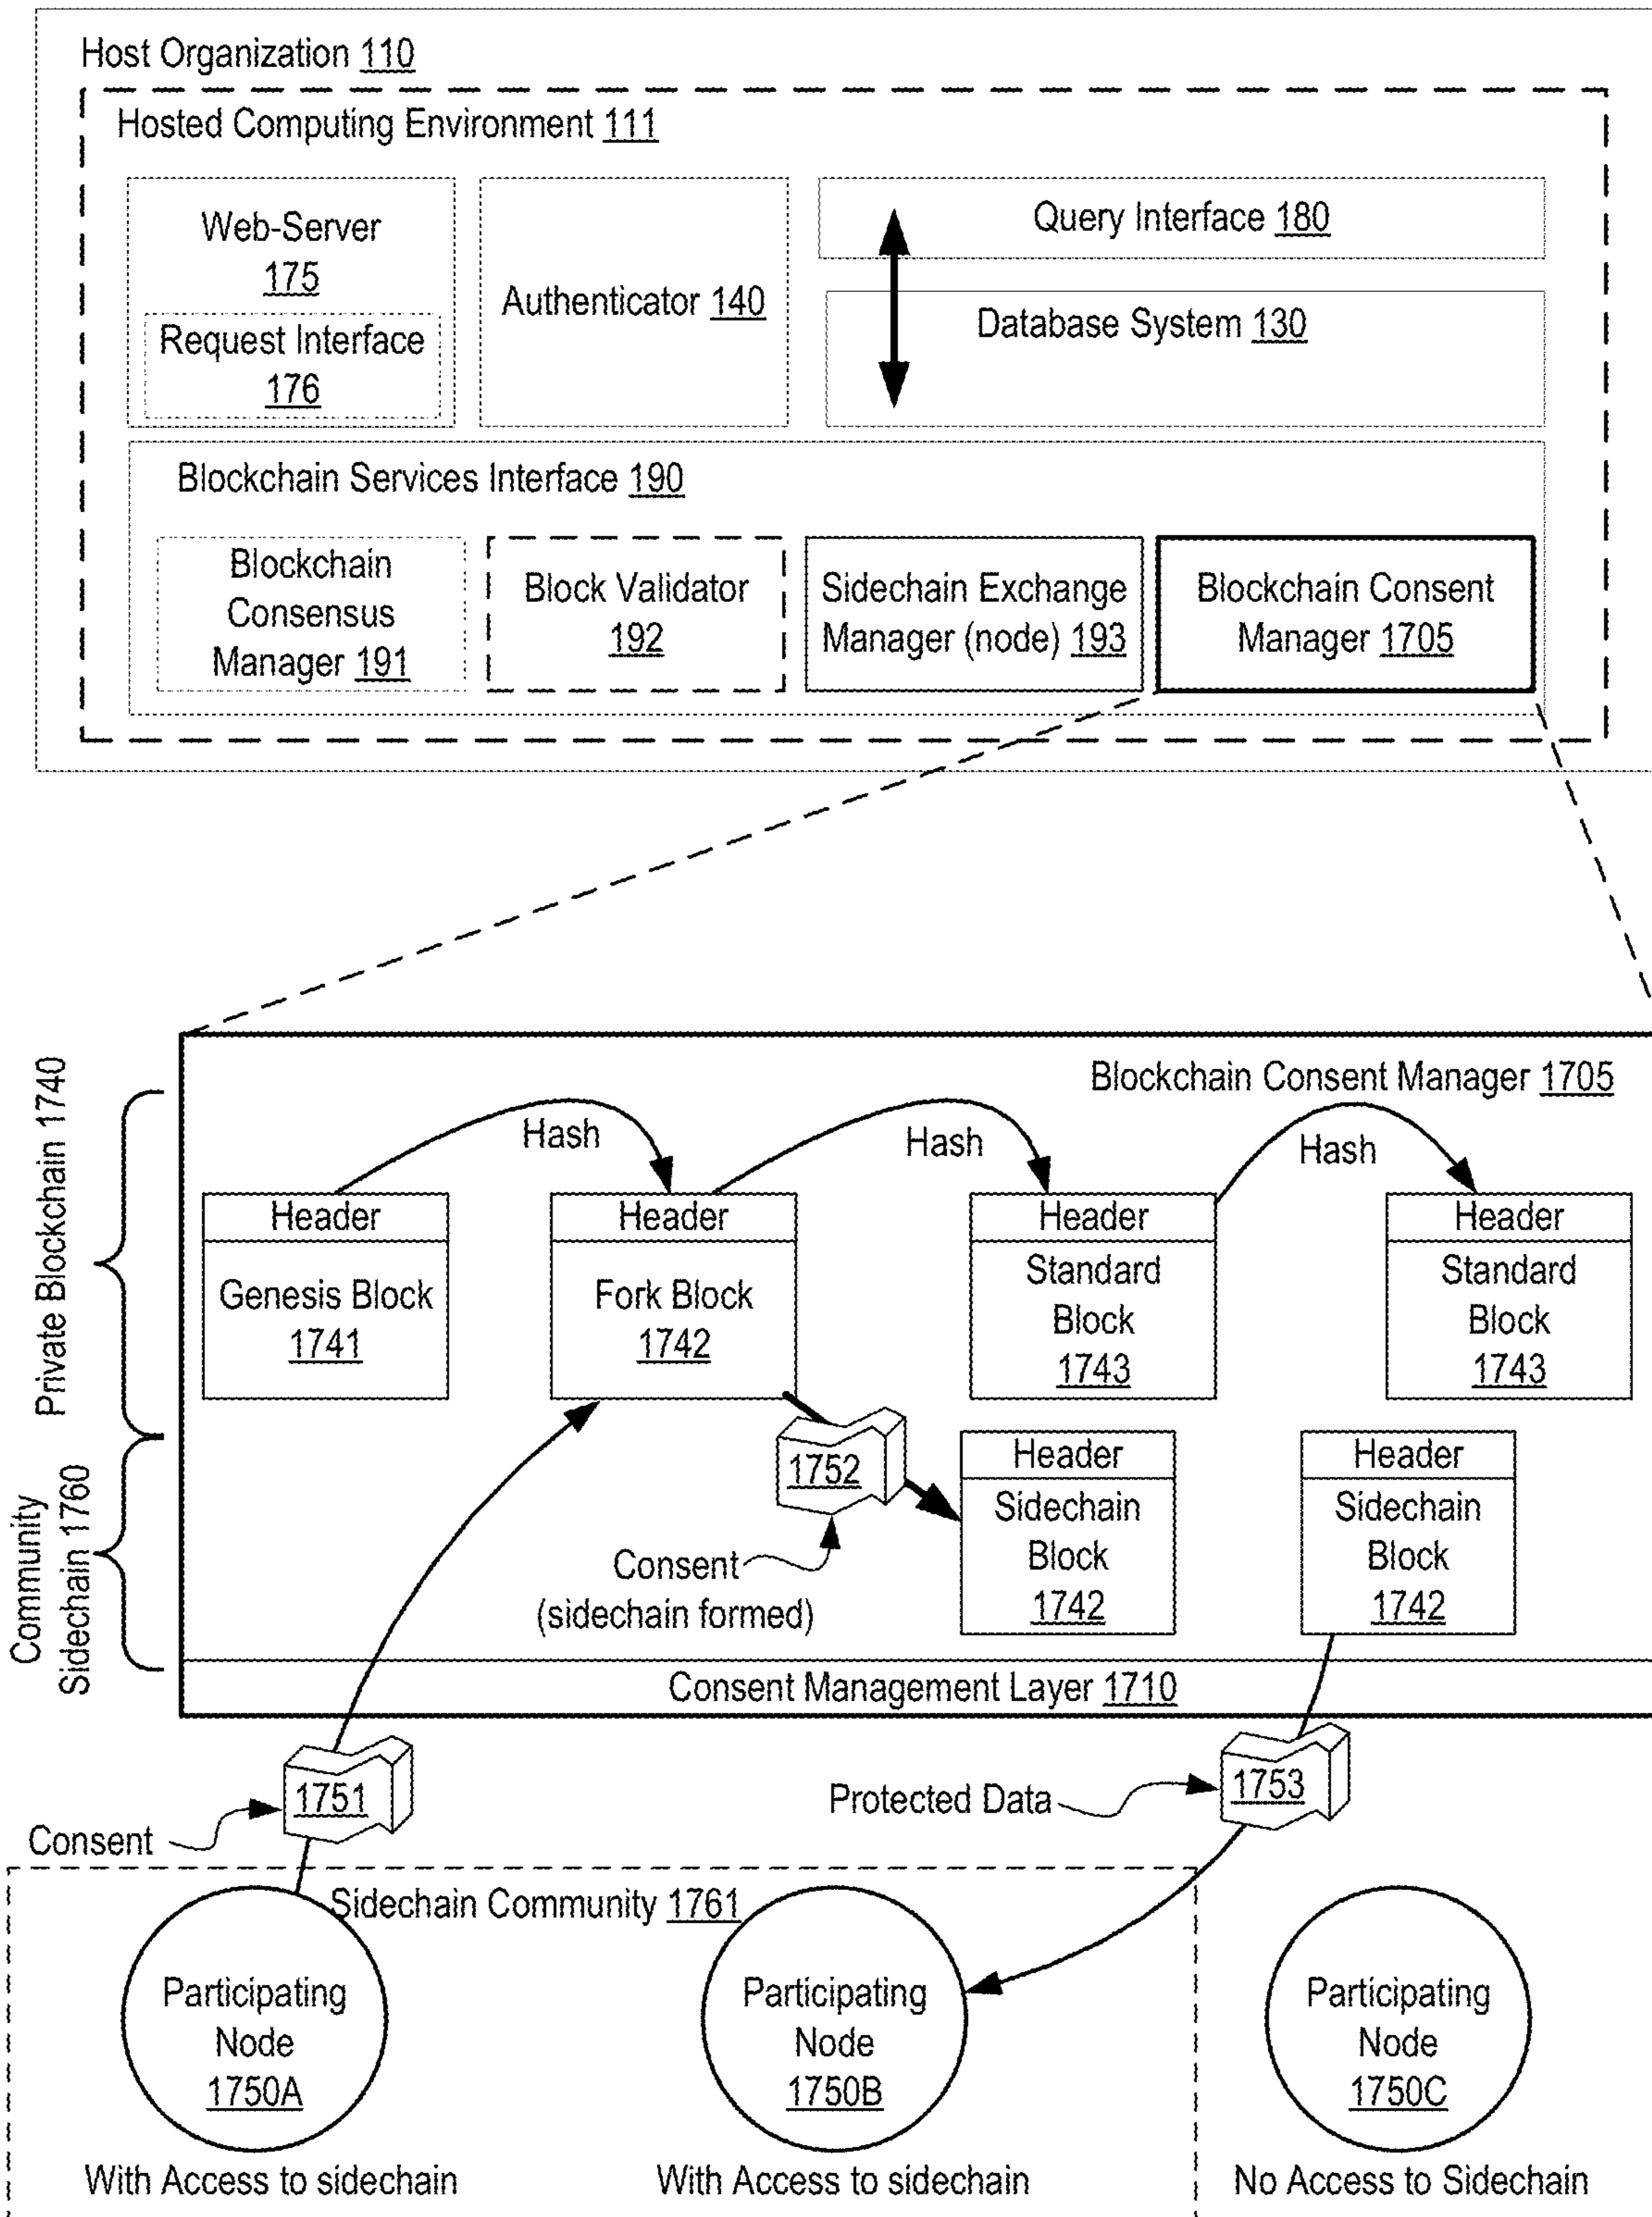 Host Organization 110
Hosted Computing Environment 111
Web-Server
175
Request Interface
176
Authenticator 140
Query Interface 180
Database System 130
Blockchain Services Interface 190
Blockchain
Consensus
Manager 191
Block Validator
192
Sidechain Exchange
Manager (node) 193
Blockchain Consent
Manager 1705
Private Blockchain 1740
Blockchain Consent Manager 1705
Hash
Hash
Hash
Header
Genesis Block
1741
Header
Fork Block
1742
Header
Standard
Block
1743
Header
Standard
Block
1743
Community
Sidechain 1760
1752
Consent
(sidechain formed)
Header
Sidechain
Block
1742
Header
Sidechain
Block
1742
Consent Management Layer 1710
1751
Consent
Protected Data
1753
Sidechain Community 1761
Participating
Node
1750A
With Access to sidechain
Participating
Node
1750B
With Access to sidechain
Participating
Node
1750C
No Access to Sidechain